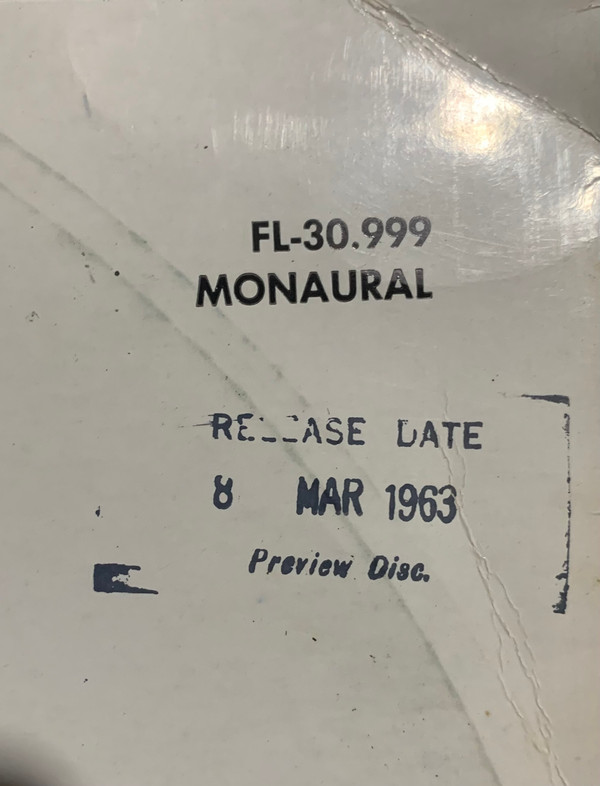 FL-30.999
MONAURAL
RELEASE DATE
8 MAR 1963
Preview Disc.